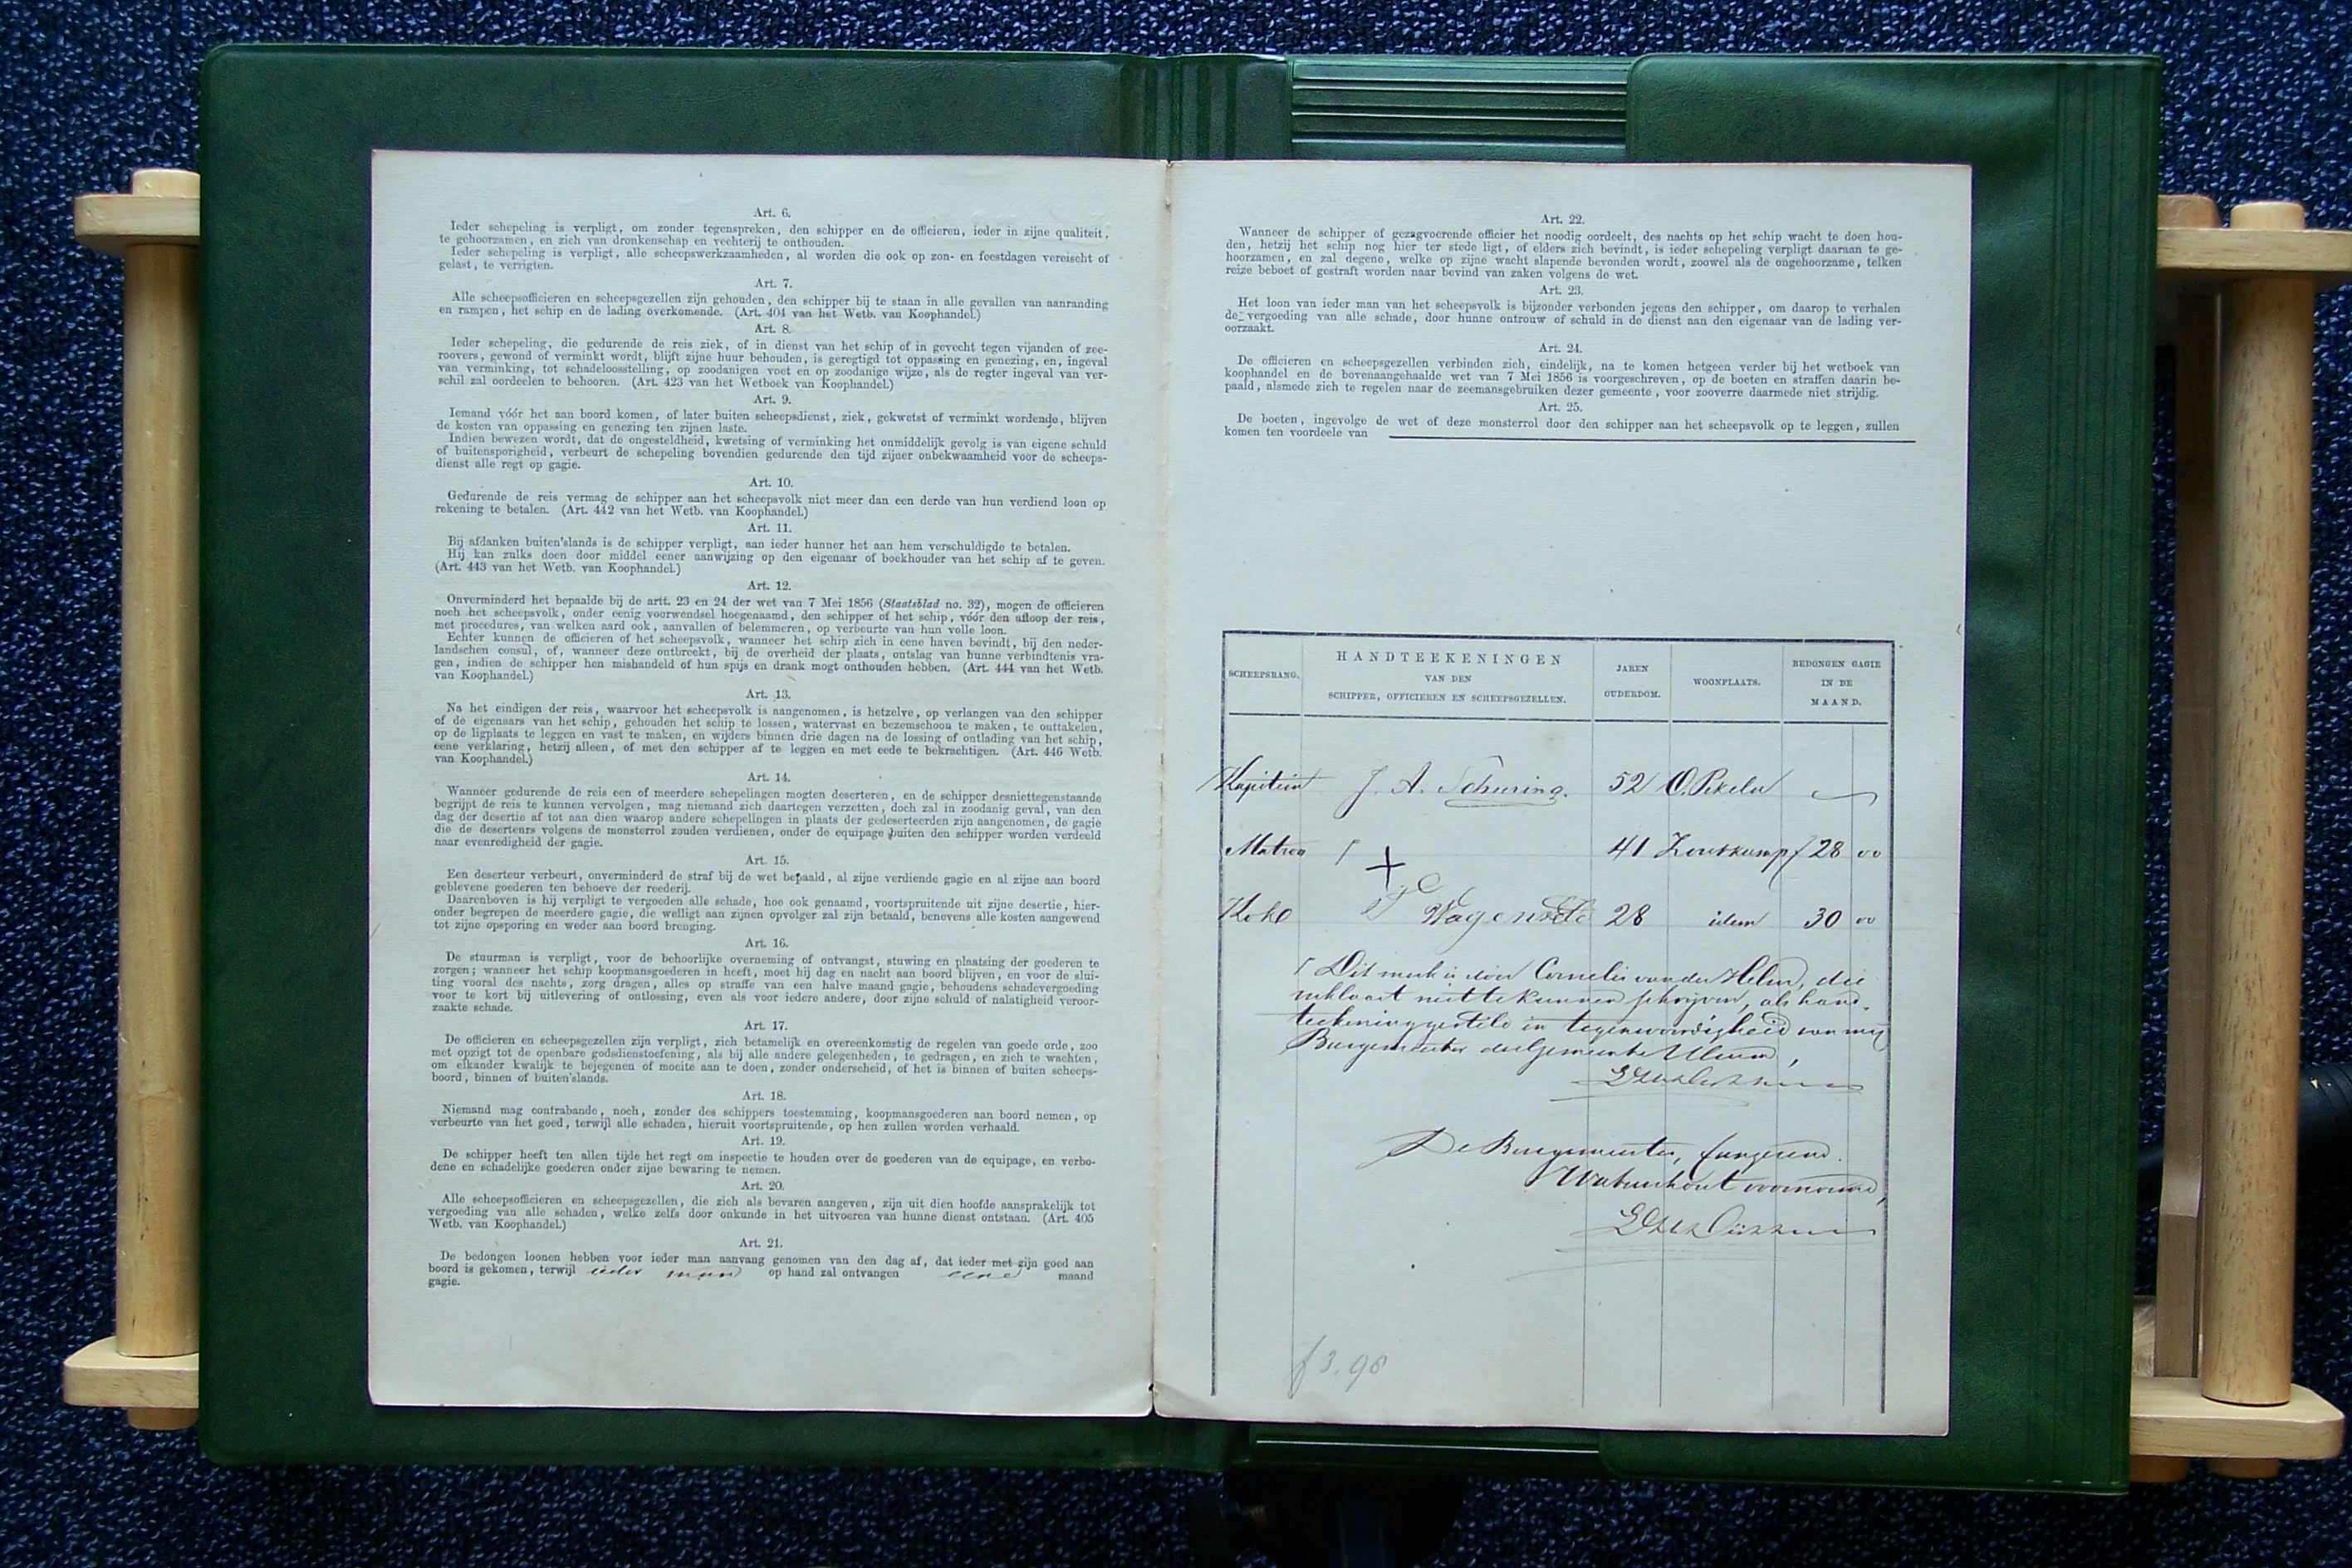 Art. 6.
Ieder schepeling is verpligt, om zonder tegenspreken, den schipper en de officieren, ieder in zijne qualiteit,
te gehoorzamen, en zich van dronkenschap en vechterij te onthouden.
Ieder schepeling is verpligt, alle scheepswerkzaamheden, al worden die ook op zon- en feestdagen vereischt of
gelast, te verrigten.
Art. 7.
Alle scheepsofficieren en scheepsgezellen zijn gehouden, den schipper bij te staan in alle gevallen van aanranding
en rampen, het schip en de lading overkomende. (Art. 404 van het Wetb. van Koophandel.)
Art. 8.
Ieder schepeling, die gedurende de reis ziek, of in dienst van het schip of in gevecht tegen vijanden of zee-
roovers, gewond of verminkt wordt, blijft zijne huur behouden, is geregtigd tot oppassing en genezing, en, ingeval
van verminking, tot schadeloosstelling, op zoodanigen voet en op zoodanige wijze, als de regter ingeval van ver-
schil zal oordeelen te behooren. (Art. 423 van het Wetboek van Koophandel.)
Art. 9.
Iemand vóór het aan boord komen, of later buiten scheepsdienst, ziek, gekwetst of verminkt wordende, blijven
de kosten van oppassing en genezing ten zijnen laste.
Indien bewezen wordt, dat de ongesteldheid, kwetsing of verminking het onmiddelijk gevolg is van eigene schuld
of buitensporigheid, verbeurt de schepeling bovendien gedurende den tijd zijner onbekwaamheid voor de scheeps-
dienst alle regt op gagie.
Art. 10.
Gedurende de reis vermag de schipper aan het scheepsvolk niet meer dan een derde van hun verdiend loon op
rekening te betalen. (Art. 442 van het Wetb. van Koophandel.)
Art. 11.
Bij afdanken buiten'slands is de schipper verpligt, aan ieder hunner het aan hem verschuldigde te betalen.
Hij kan zulks doen door middel eener aanwijzing op den eigenaar of boekhouder van het schip af te geven.
(Art. 443 van het Wetb. van Koophandel.)
Art. 12.
Onverminderd het bepaalde bij de artt. 23 en 24 der wet van 7 Mei 1856 (Staatsblad no. 32), mogen de officieren
noch het scheepsvolk, onder eenig voorwendsel hoegenaamd, den schipper of het schip, vóór den afloop der reis,
met procedures, van welken aard ook, aanvallen of belemmeren, op verbeurte van hun volle loon.
Echter kunnen de officieren of het scheepsvolk, wanneer het schip zich in eene haven bevindt, bij den neder-
landschen consul, of, wanneer deze ontbreekt, bij de overheid der plaats, ontslag van hunne verbindtenis vra-
gen, indien de schipper hen mishandeld of hun spijs en drank mogt onthouden hebben. (Art. 444 van het Wetb.
van Koophandel.)
Art. 13.
Na het eindigen der reis, waarvoor het scheepsvolk is aangenomen, is hetzelve, op verlangen van den schipper
of de eigenaars van het schip, gehouden het schip te lossen, watervast en bezemschoon te maken, te onttakelen,
op de ligplaats te leggen en vast te maken, en wijders binnen drie dagen na de lossing of ontlading van het schip,
eene verklaring, hetzij alleen, of met den schipper af te leggen en met eede te bekrachtigen. (Art. 446 Wetb.
van Koophandel.)
Art. 14.
Wanneer gedurende de reis een of meerdere schepelingen mogten deserteren, en de schipper desniettegenstaande
begrijpt de reis te kunnen vervolgen, mag niemand zich daartegen verzetten, doch zal in zoodanig geval, van den
dag der desertie af tot aan dien waarop andere schepelingen in plaats der gedeserteerden zijn aangenomen, de gagie
die de deserteurs volgens de monsterrol zouden verdienen, onder de equipage buiten den schipper worden verdeeld
naar evenredigheid der gagie.
Art. 15.
Een deserteur verbeurt, onverminderd de straf bij de wet bepaald, al zijne verdiende gagie en al zijne aan boord
geblevene goederen ten behoeve der reederij.
Daarenboven is hij verpligt te vergoeden alle schade, hoe ook genaamd, voortspruitende uit zijne desertie, hier-
onder begrepen de meerdere gagie, die welligt aan zijnen opvolger zal zijn betaald, benevens alle kosten aangewend
tot zijne opsporing en weder aan boord brenging.
Art. 16.
De stuurman is verpligt, voor de behoorlijke overneming of ontvangst, stuwing en plaatsing der goederen te
zorgen; wanneer het schip koopmansgoederen in heeft, moet hij dag en nacht aan boord blijven, en voor de slui-
ting vooral des nachts, zorg dragen, alles op straffe van een halve maand gagie, behoudens schadevergoeding
voor te kort bij uitlevering of ontlossing, even als voor iedere andere, door zijne schuld of nalatigheid veroor-
zaakte schade.
Art. 17.
De officieren en scheepsgezellen zijn verpligt, zich betamelijk en overeenkomstig de regelen van goede orde, zoo
met opzigt tot de openbare godsdienstoefening, als bij alle andere gelegenheden, te gedragen, en zich te wachten,
om elkander kwalijk te bejegenen of moeite aan te doen, zonder onderscheid, of het is binnen of buiten scheeps-
boord, binnen of buiten'slands.
Art. 18.
Niemand mag contrabande, noch, zonder des schippers toestemming, koopmansgoederen aan boord nemen, op
verbeurte van het goed, terwijl alle schaden, hieruit voortspruitende, op hen zullen worden verhaald.
Art. 19.
De schipper heeft ten allen tijde het regt om inspectie te houden over de goederen van de equipage, en verbo-
dene en schadelijke goederen onder zijne bewaring te nemen.
Art. 20.
Alle scheepsofficieren en scheepsgezellen, die zich als bevaren aangeven, zijn uit dien hoofde aansprakelijk tot
vergoeding van alle schaden, welke zelfs door onkunde in het uitvoeren van hunne dienst ontstaan. (Art. 405
Wetb. van Koophandel.)
Art. 21.
De bedongen loonen hebben voor ieder man aanvang genomen van den dag af, dat ieder met zijn goed aan
boord is gekomen, terwijl ieder man op hand zal ontvangen eene maand
gagie.
Art. 22.
Wanneer de schipper of gezagvoerende officier het noodig oordeelt, des nachts op het schip wacht te doen hou-
den, hetzij het schip nog hier ter stede ligt, of elders zich bevindt, is ieder schepeling verpligt daaraan te ge-
hoorzamen, en zal degene, welke op zijne wacht slapende bevonden wordt, zoowel als de ongehoorzame, telken
reize beboet of gestraft worden naar bevind van zaken volgens de wet.
Art. 23.
Het loon van ieder man van het scheepsvolk is bijzonder verbonden jegens den schipper, om daarop te verhalen
de vergoeding van alle schade, door hunne ontrouw of schuld in de dienst aan den eigenaar van de lading ver-
oorzaakt.
Art. 24.
De officieren en scheepsgezellen verbinden zich, eindelijk, na te komen hetgeen verder bij het wetboek van
koophandel en de bovenaangehaalde wet van 7 Mei 1856 is voorgeschreven, op de boeten en straffen daarin be-
paald, alsmede zich te regelen naar de zeemansgebruiken dezer gemeente, voor zooverre daarmede niet strijdig.
Art. 25.
De boeten, ingevolge de wet of deze monsterrol door den schipper aan het scheepsvolk op te leggen, zullen
komen ten voordeele van
SCHEEPSRANG. HANDTEEKENINGEN VAN DEN SCHIPPER, OFFICIEREN EN SCHEEPSGEZELLEN. JAREN OUDERDOM. WOONPLAATS. BEDONGEN GAGIE IN DE MAAND.
Kapitein J. A. Schuring. 52 O. Pekela
Matroos + 41 Zoutkamp f 28 00
Kok Wagen 28 idem 30 00
Dit merk is door Cornelis van der Helm, die
verklaart niet te kunnen schrijven, als hand-
teekening gesteld in tegenwoordigheid van mij
Burgemeester der Gemeente Ulrum,
De Burgemeester, fungerend
Waterschout voornoemd,
f 3.90